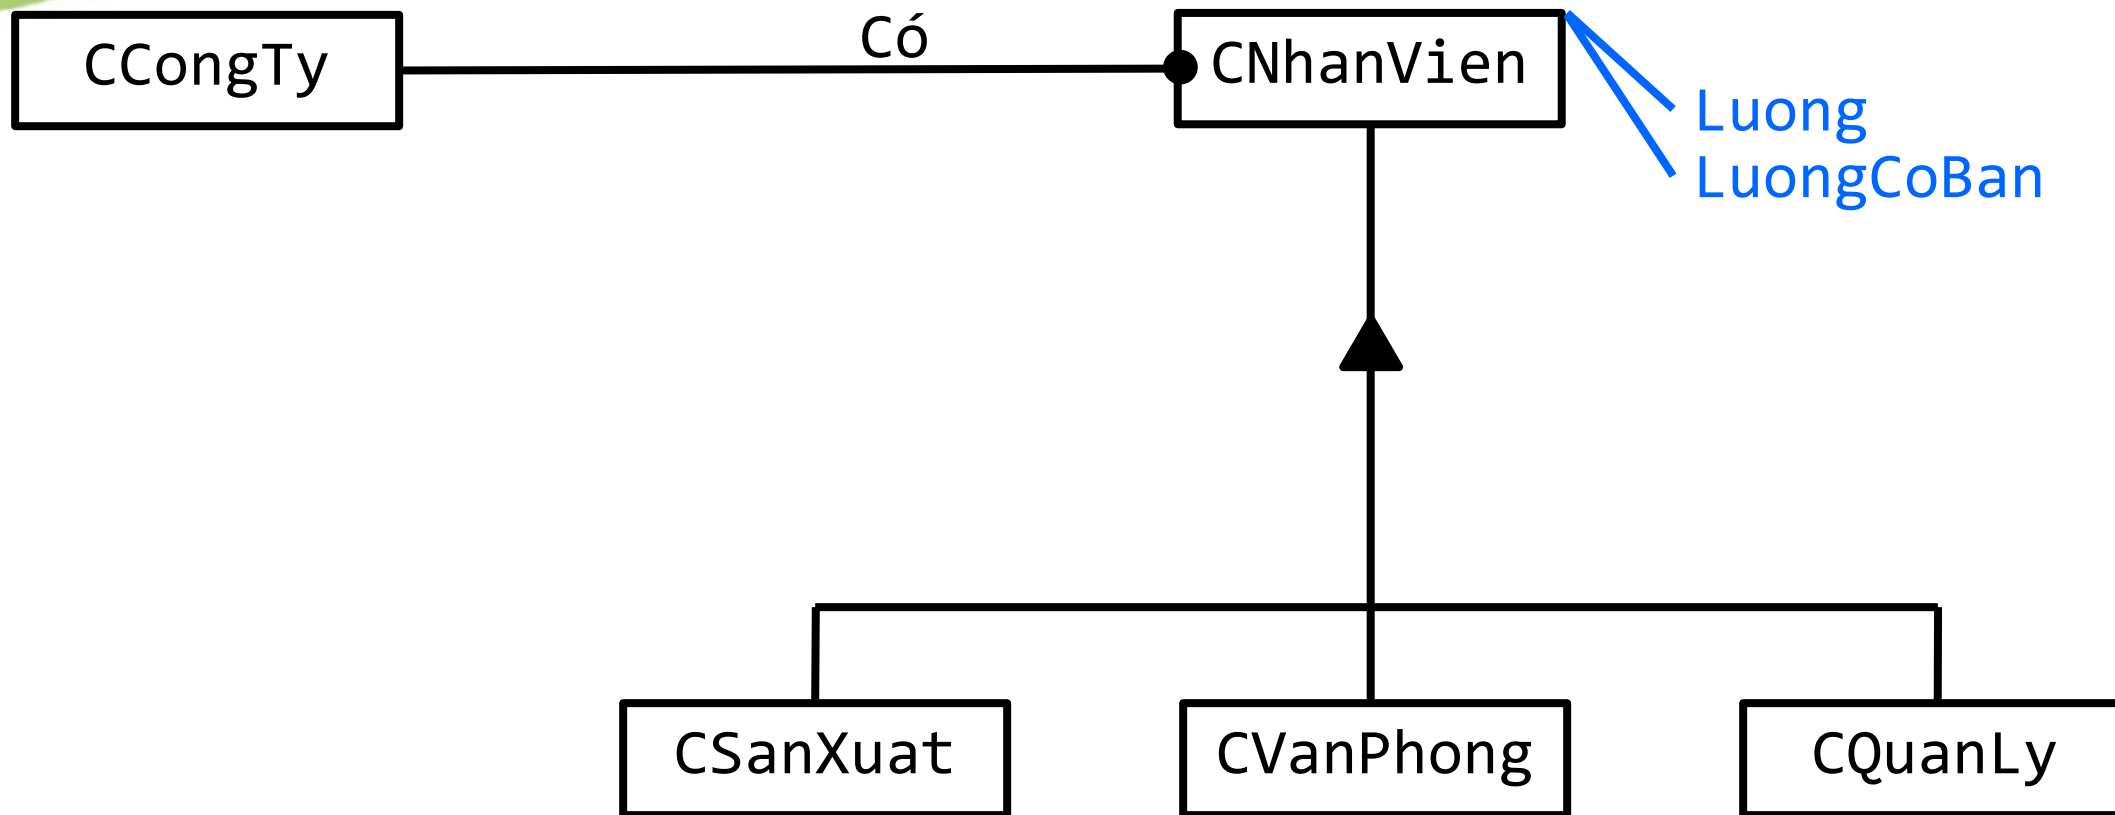 CCongTy
Có
CNhanVien
Luong
LuongCoBan
CSanXuat
CVanPhong
CQuanLy